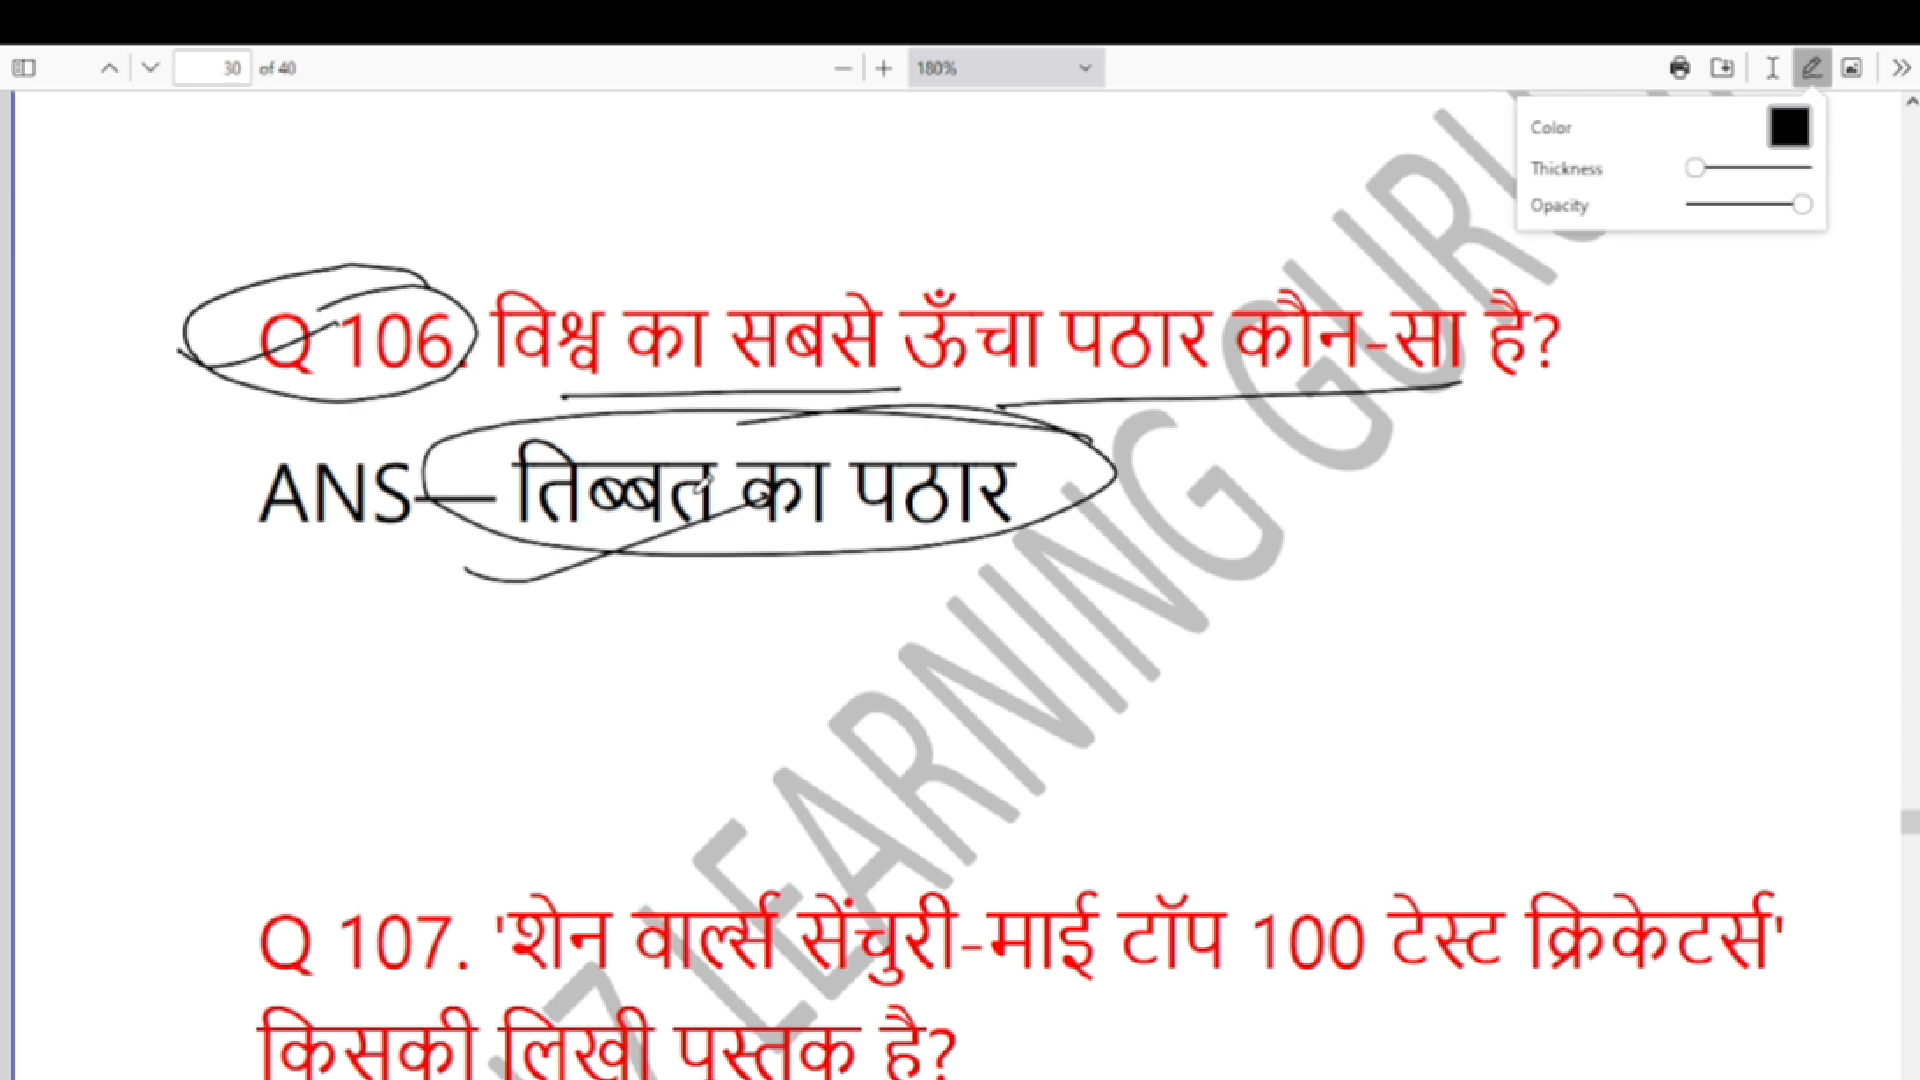 30 of 40
180%
Color
Thickness
Opacity
Q 106. विश्व का सबसे ऊँचा पठार कौन-सा है?
ANS— तिब्बत का पठार
Q 107. 'शेन वार्ल्स सेंचुरी-माई टॉप 100 टेस्ट क्रिकेटर्स'
किसकी लिखी पुस्तक है?
LEARNING